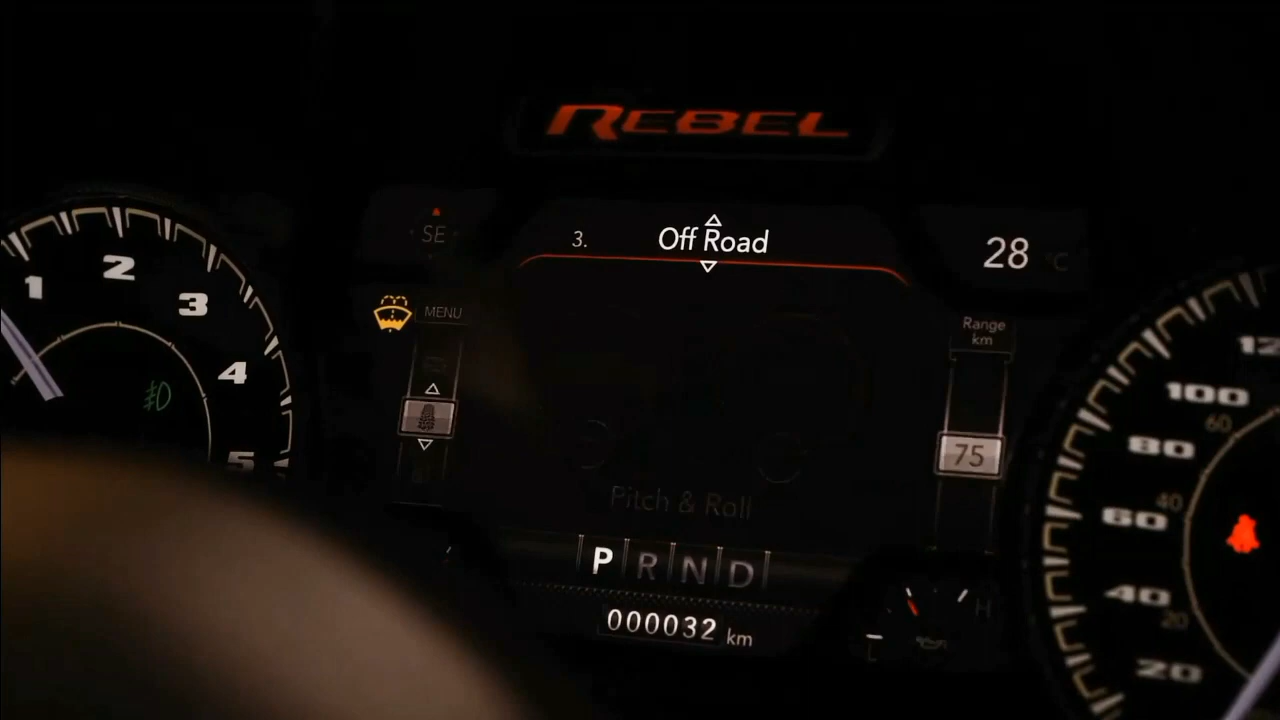 REBEL
SE
3.
Off Road
28 °C
MENU
Range
km
75
Pitch & Roll
P R N D
000032 km
1
2
3
4
5
100
80
60
40
20
60
40
20
H
L